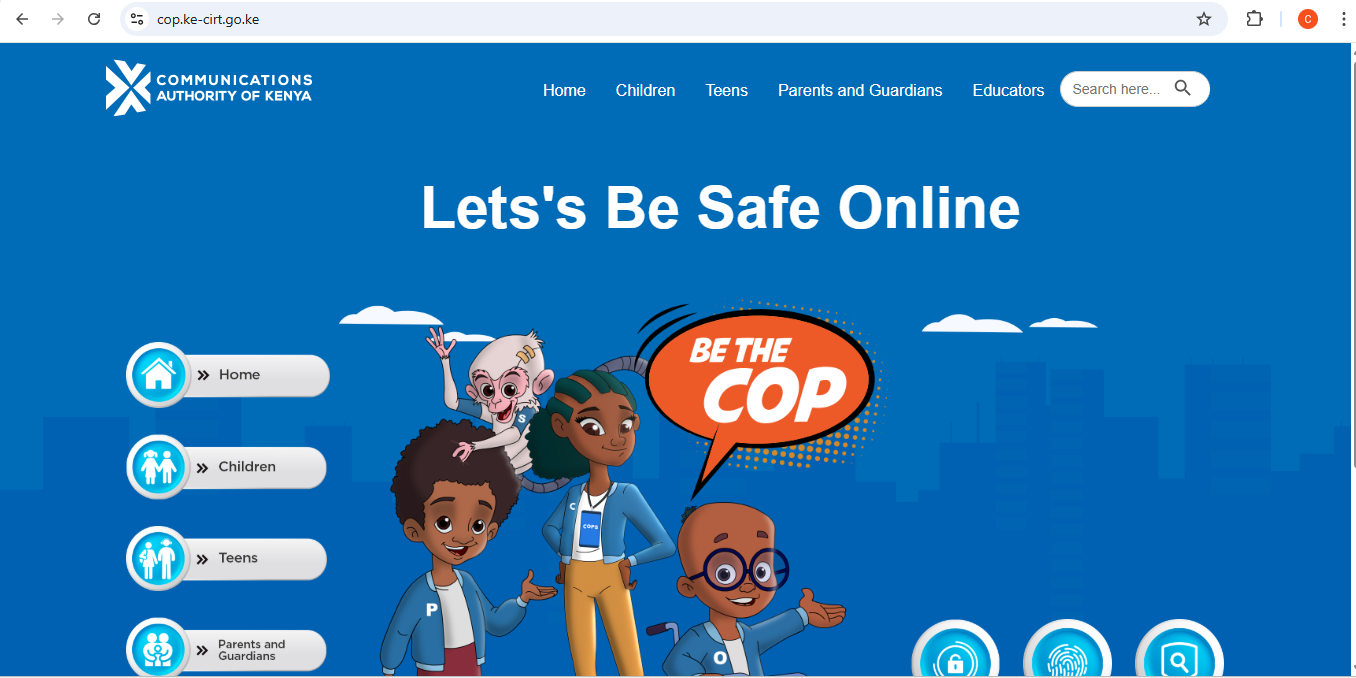 cop.ke-cirt.go.ke
C
COMMUNICATIONS
AUTHORITY OF KENYA
Home Children Teens Parents and Guardians Educators Search here...
Lets's Be Safe Online
BE THE
COP
» Home
S
» Children
C
COPS
» Teens
P
» Parents and
Guardians
O